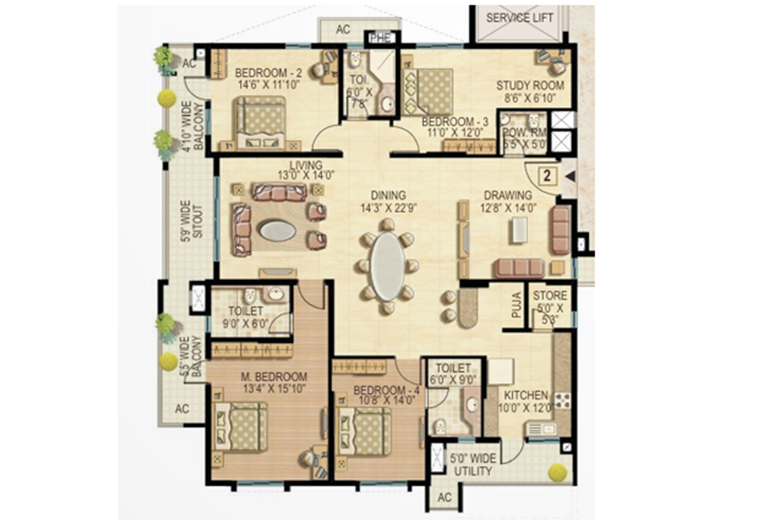 SERVICE LIFT
AC
PHE
AC
BEDROOM - 2
14'6" X 11'10"
TOI.
6'0" X
7'8"
STUDY ROOM
8'6" X 6'10"
4'10" WIDE
BALCONY
BEDROOM - 3
11'0" X 12'0"
POW. RM
5'5" X 5'0"
LIVING
13'0" X 14'0"
2
DINING
14'3" X 22'9"
DRAWING
12'8" X 14'0"
5'9" WIDE
SITOUT
TOILET
9'0" X 6'0"
PUJA
STORE
5'0" X
5'3"
5'5" WIDE
BALCONY
M. BEDROOM
13'4" X 15'10"
BEDROOM - 4
10'8" X 14'0"
TOILET
6'0" X 9'0"
KITCHEN
10'0" X 12'0"
AC
5'0" WIDE
UTILITY
AC